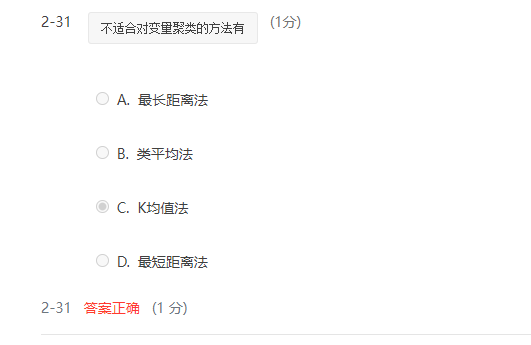 2-31 不适合对变量聚类的方法有 (1分)
A. 最长距离法
B. 类平均法
C. K均值法
D. 最短距离法
2-31 答案正确 (1 分)